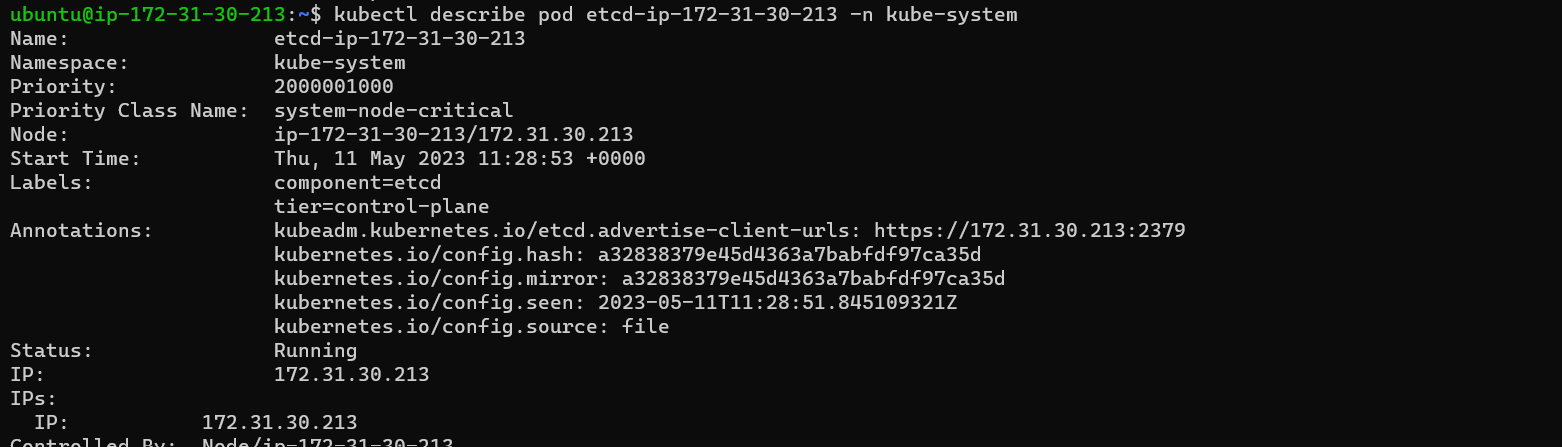 ubuntu@ip-172-31-30-213:~$ kubectl describe pod etcd-ip-172-31-30-213 -n kube-system
Name:                 etcd-ip-172-31-30-213
Namespace:            kube-system
Priority:             2000001000
Priority Class Name:  system-node-critical
Node:                 ip-172-31-30-213/172.31.30.213
Start Time:           Thu, 11 May 2023 11:28:53 +0000
Labels:               component=etcd
                      tier=control-plane
Annotations:          kubeadm.kubernetes.io/etcd.advertise-client-urls: https://172.31.30.213:2379
                      kubernetes.io/config.hash: a32838379e45d4363a7babfdf97ca35d
                      kubernetes.io/config.mirror: a32838379e45d4363a7babfdf97ca35d
                      kubernetes.io/config.seen: 2023-05-11T11:28:51.845109321Z
                      kubernetes.io/config.source: file
Status:               Running
IP:                   172.31.30.213
IPs:
  IP:           172.31.30.213
Controlled By:  Node/ip-172-31-30-213